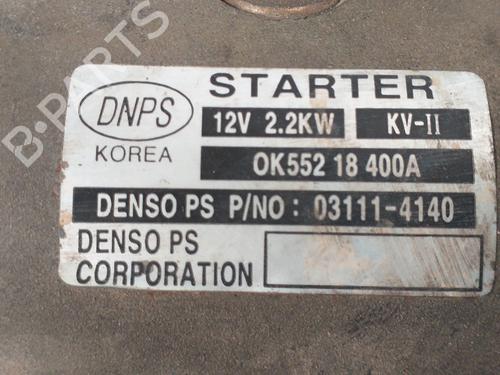 B-PARTS
STARTER
DNPS
12V 2.2KW KV-II
KOREA
OK552 18 400A
DENSO PS P/NO : 03111-4140
DENSO PS
CORPORATION